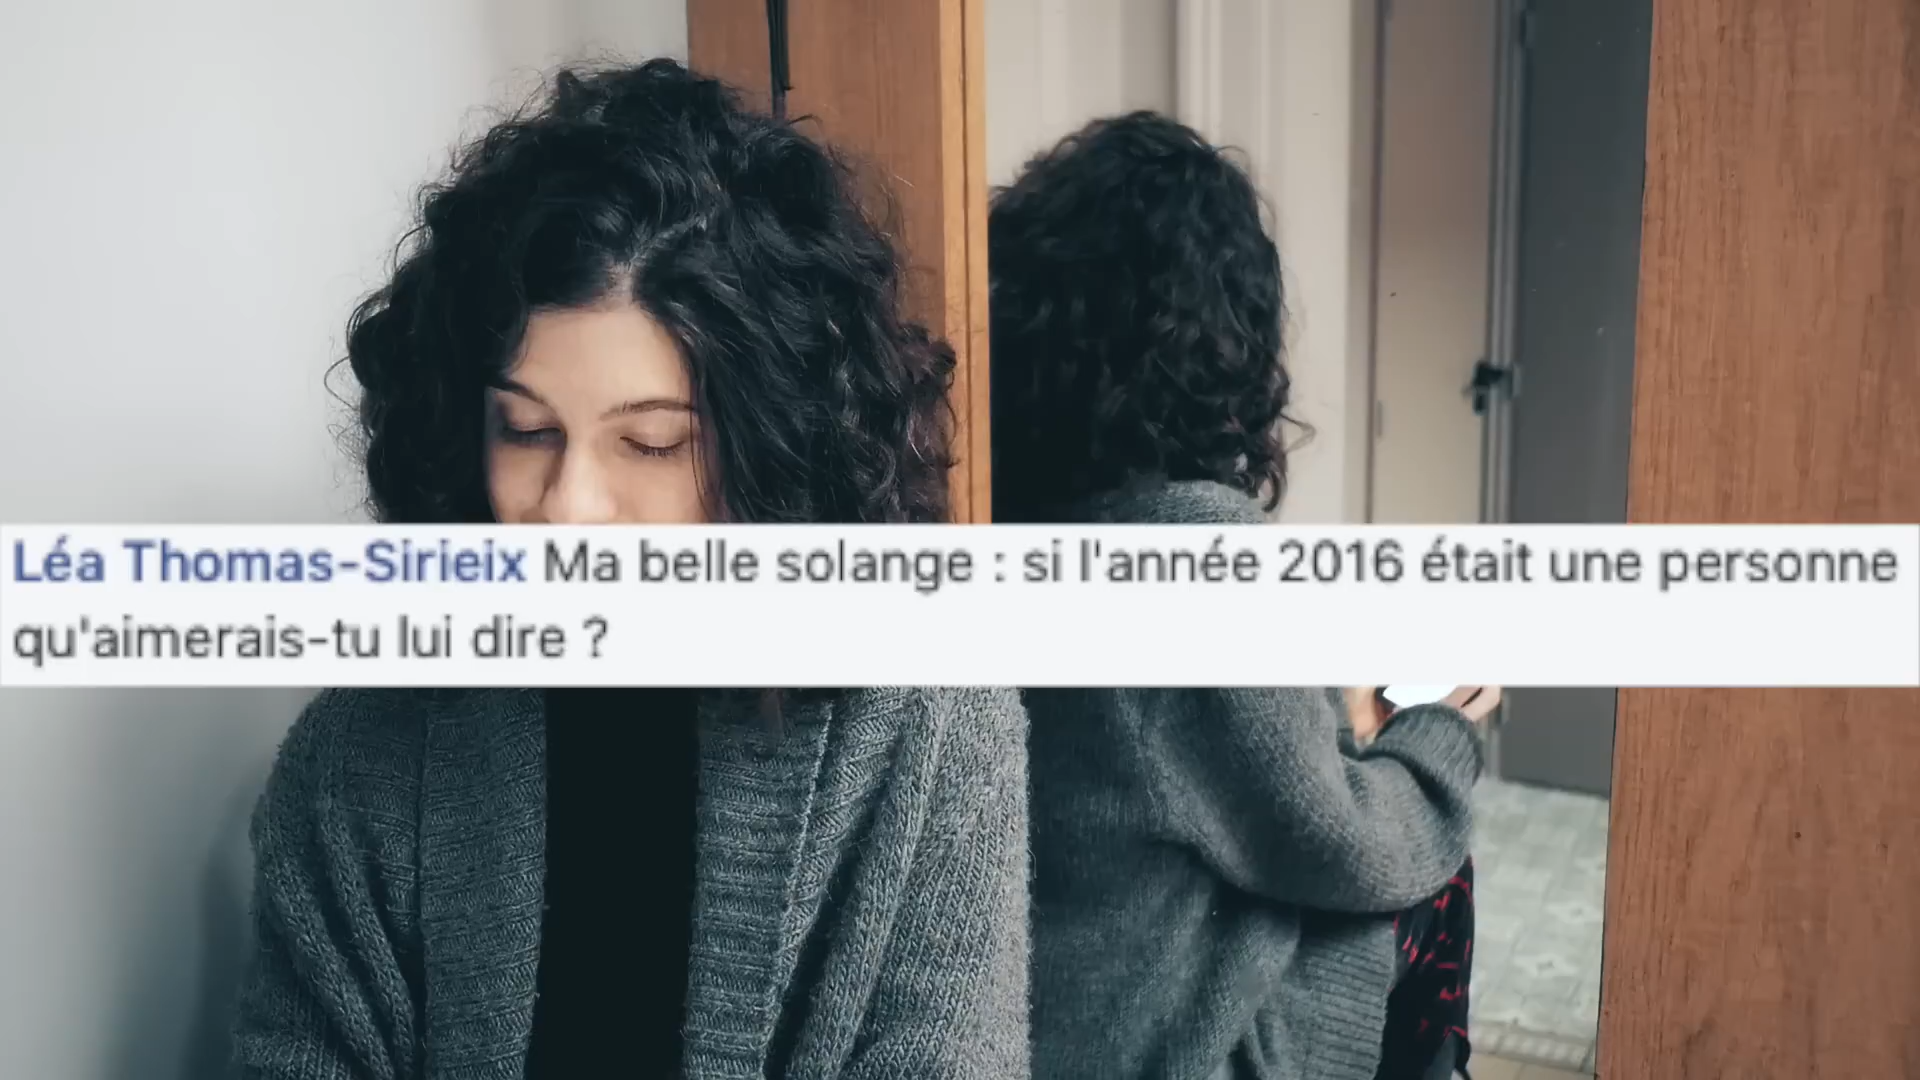 Léa Thomas-Sirieix Ma belle solange : si l'année 2016 était une personne
qu'aimerais-tu lui dire ?